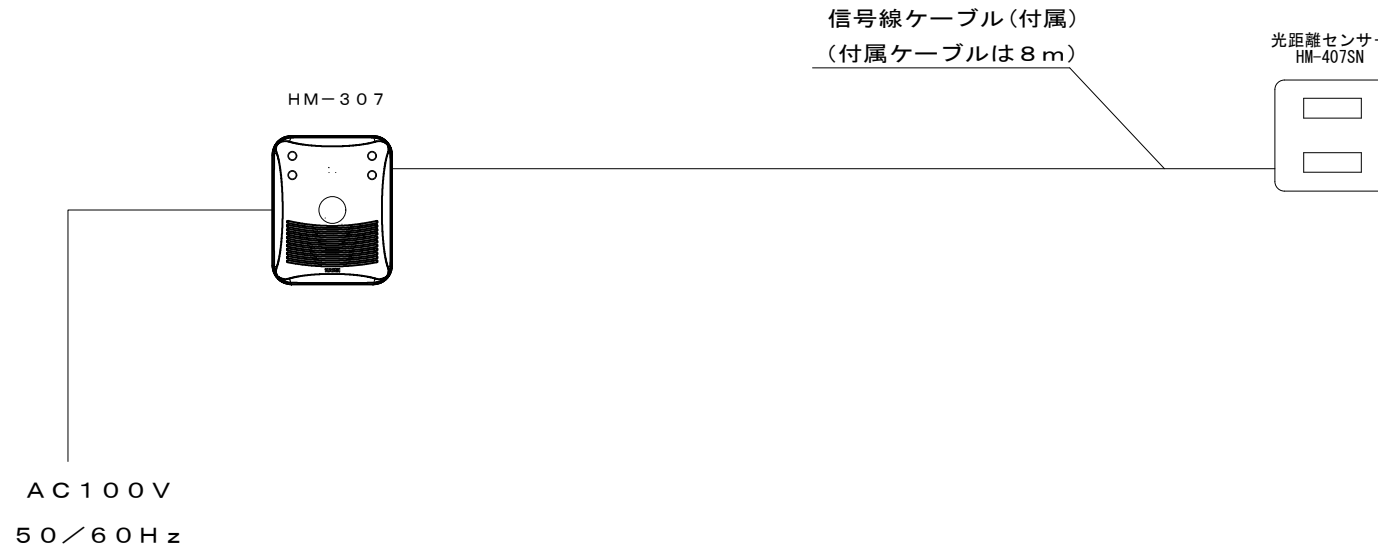 信号線ケーブル(付属)
(付属ケーブルは8m)
光距離センサ
HM-407SN
HM-307
AC100V
50/60Hz